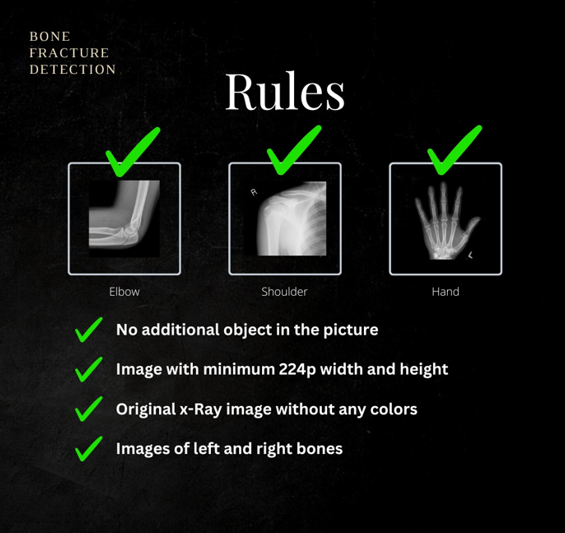 BONE
FRACTURE
DETECTION
Rules
R
L
Elbow
Shoulder
Hand
No additional object in the picture
Image with minimum 224p width and height
Original x-Ray image without any colors
Images of left and right bones